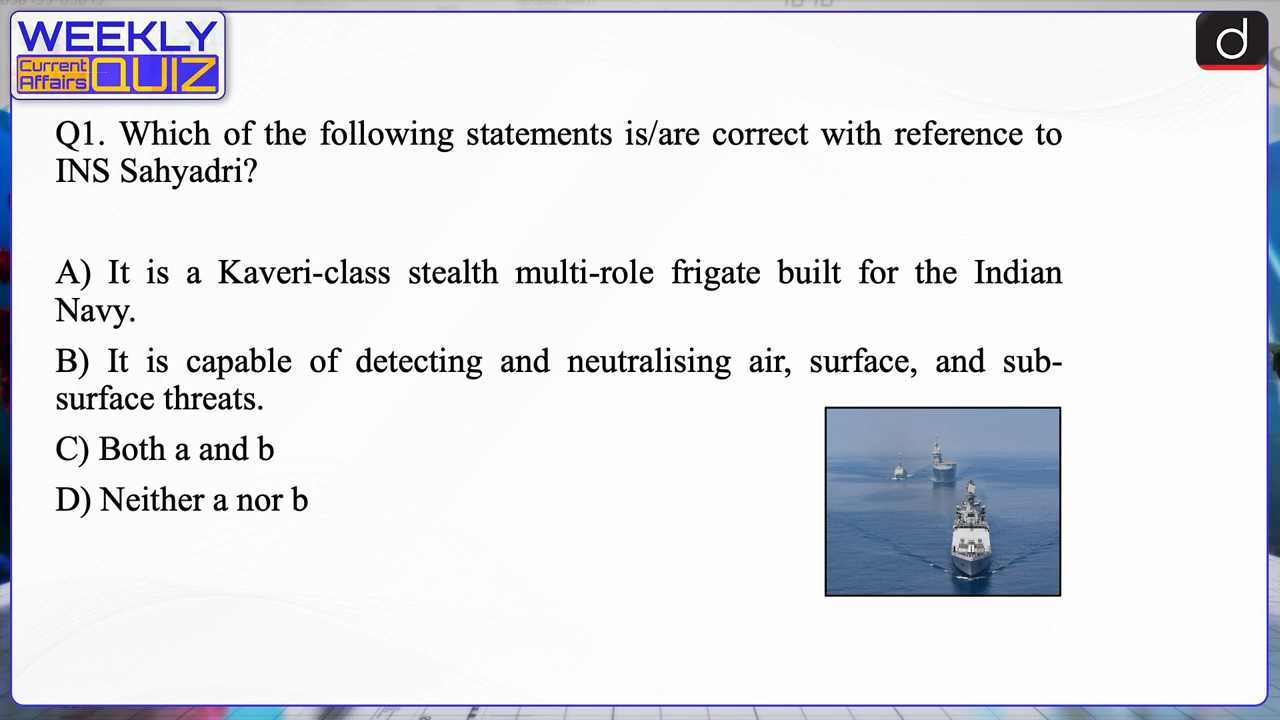 WEEKLY
Current
Affairs
QUIZ
d
Q1. Which of the following statements is/are correct with reference to
INS Sahyadri?
A) It is a Kaveri-class stealth multi-role frigate built for the Indian
Navy.
B) It is capable of detecting and neutralising air, surface, and sub-
surface threats.
C) Both a and b
D) Neither a nor b